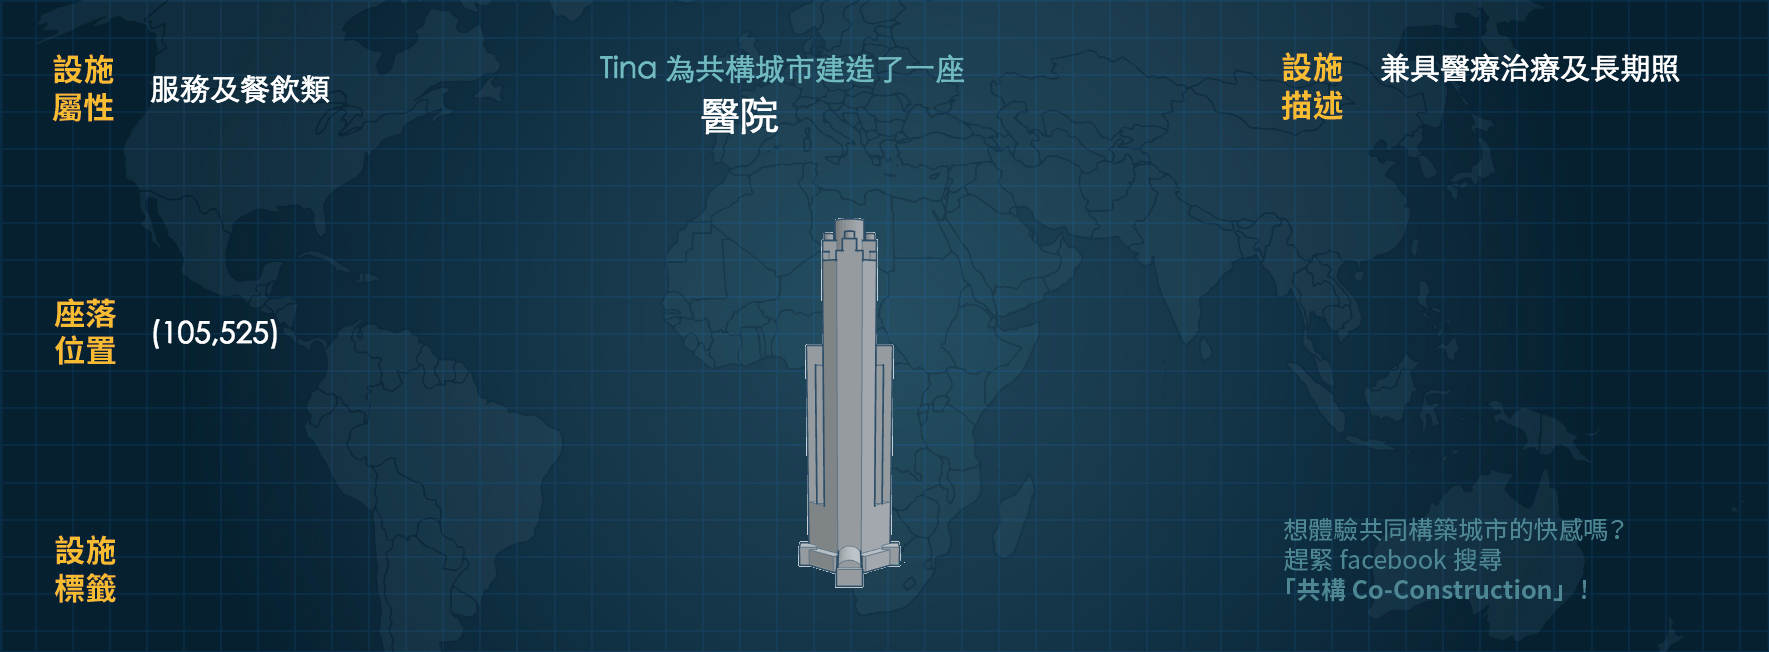 設施
屬性
服務及餐飲類
Tina 為共構城市建造了一座
醫院
設施
描述
兼具醫療治療及長期照
座落
位置
(105,525)
設施
標籤
想體驗共同構築城市的快感嗎？
趕緊 facebook 搜尋
「共構 Co-Construction」！